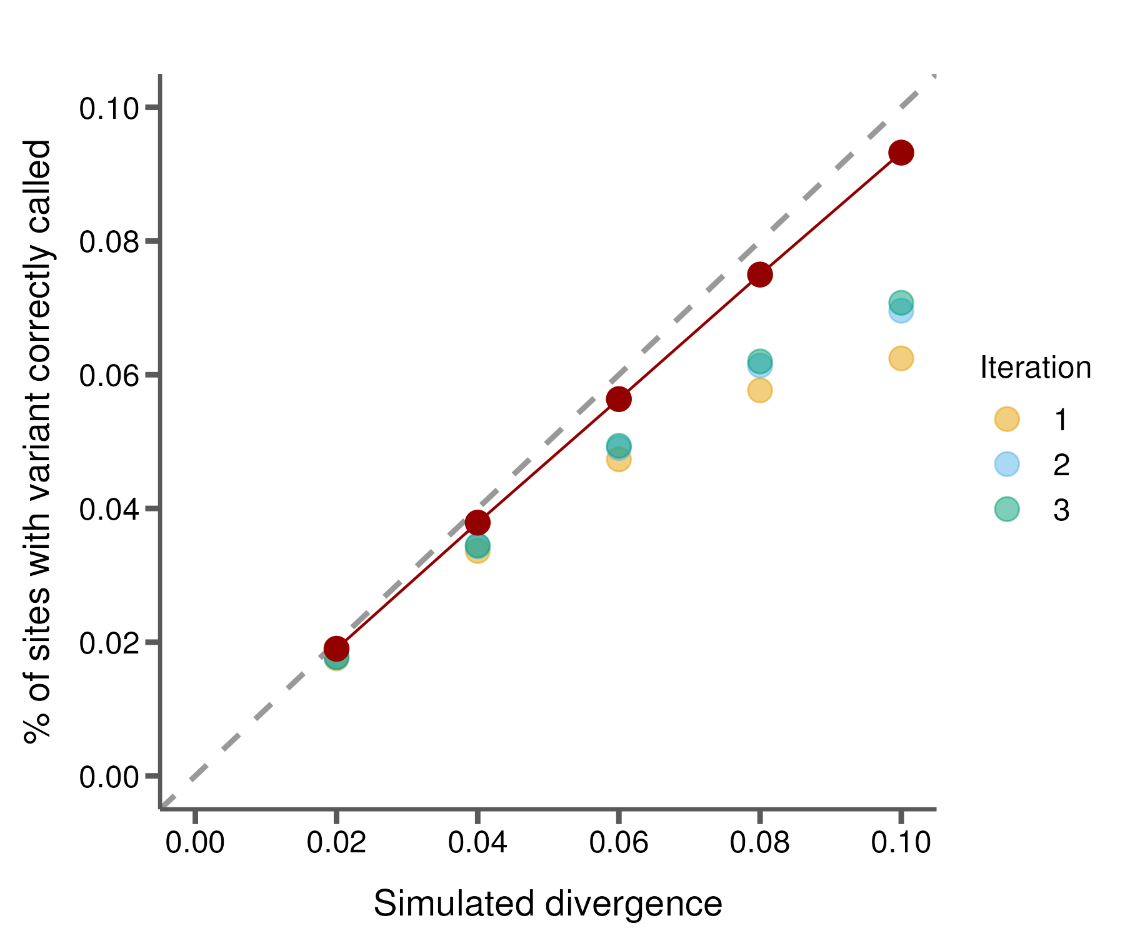 % of sites with variant correctly called
0.10
0.08
0.06
0.04
0.02
0.00
0.00 0.02 0.04 0.06 0.08 0.10
Simulated divergence
Iteration
1
2
3